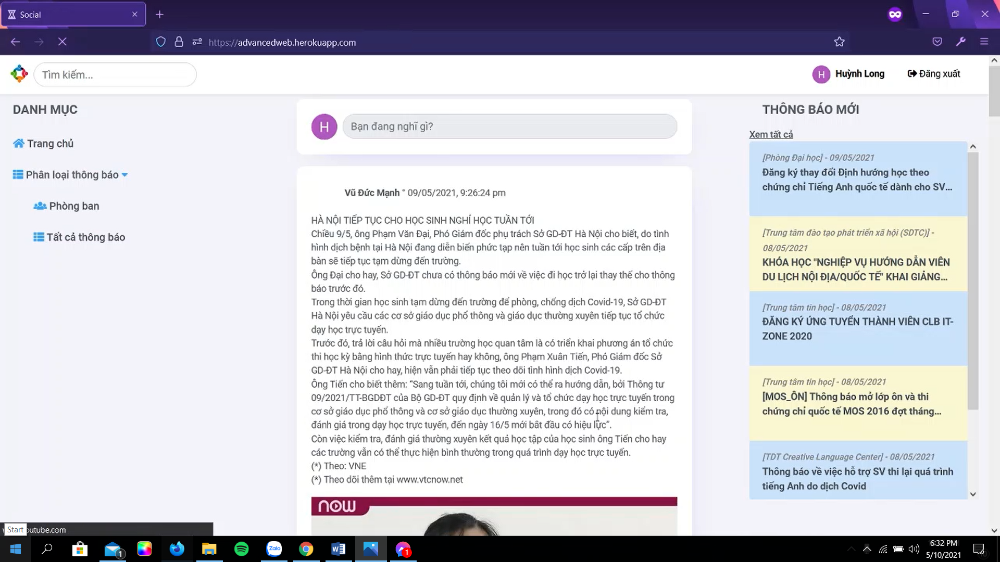 Social
https://advancedweb.herokuapp.com
Tìm kiếm...
H
Huỳnh Long
Đăng xuất
DANH MỤC
Trang chủ
Phân loại thông báo
Phòng ban
Tất cả thông báo
H
Bạn đang nghĩ gì?
Vũ Đức Mạnh * 09/05/2021, 9:26:24 pm
HÀ NỘI TIẾP TỤC CHO HỌC SINH NGHỈ HỌC TUẦN TỚI
Chiều 9/5, ông Phạm Văn Đại, Phó Giám đốc phụ trách Sở GD-ĐT Hà Nội cho biết, do tình
hình dịch bệnh tại Hà Nội đang diễn biến phức tạp nên tuần tới học sinh các cấp trên địa
bàn sẽ tiếp tục tạm dừng đến trường.
Ông Đại cho hay, Sở GD-ĐT chưa có thông báo mới về việc đi học trở lại thay thế cho thông
báo trước đó.
Trong thời gian học sinh tạm dừng đến trường để phòng, chống dịch Covid-19, Sở GD-ĐT
Hà Nội yêu cầu các cơ sở giáo dục phổ thông và giáo dục thường xuyên tiếp tục tổ chức
dạy học trực tuyến.
Trước đó, trả lời câu hỏi mà nhiều trường học quan tâm là có triển khai phương án tổ chức
thi học kỳ bằng hình thức trực tuyến hay không, ông Phạm Xuân Tiến, Phó Giám đốc Sở
GD-ĐT Hà Nội cho hay, hiện vẫn phải tiếp tục theo dõi tình hình dịch Covid-19.
Ông Tiến cho biết thêm: “Sang tuần tới, chúng tôi mới có thể ra hướng dẫn, bởi Thông tư
09/2021/TT-BGDĐT của Bộ GD-ĐT quy định về quản lý và tổ chức dạy học trực tuyến trong
cơ sở giáo dục phổ thông và cơ sở giáo dục thường xuyên, trong đó có nội dung kiểm tra,
đánh giá trong dạy học trực tuyến, đến ngày 16/5 mới bắt đầu có hiệu lực”.
Còn việc kiểm tra, đánh giá thường xuyên kết quả học tập của học sinh ông Tiến cho hay
các trường vẫn có thể thực hiện bình thường trong quá trình dạy học trực tuyến.
(*) Theo: VNE
(*) Theo dõi thêm tại www.vtcnow.net
NOW
THÔNG BÁO MỚI
Xem tất cả
[Phòng Đại học] - 09/05/2021
Đăng ký thay đổi Định hướng học theo
chứng chỉ Tiếng Anh quốc tế dành cho SV...
[Trung tâm đào tạo phát triển xã hội (SDTC)] -
08/05/2021
KHÓA HỌC "NGHIỆP VỤ HƯỚNG DẪN VIÊN
DU LỊCH NỘI ĐỊA/QUỐC TẾ" KHAI GIẢNG...
[Trung tâm tin học] - 08/05/2021
ĐĂNG KÝ ỨNG TUYỂN THÀNH VIÊN CLB IT-
ZONE 2020
[Trung tâm tin học] - 08/05/2021
[MOS_ÔN] Thông báo mở lớp ôn và thi
chứng chỉ quốc tế MOS 2016 đợt tháng...
[TDT Creative Language Center] - 08/05/2021
Thông báo về việc hỗ trợ SV thi lại quá trình
tiếng Anh do dịch Covid
Start
outube.com
1
Zalo
1
6:32 PM
5/10/2021